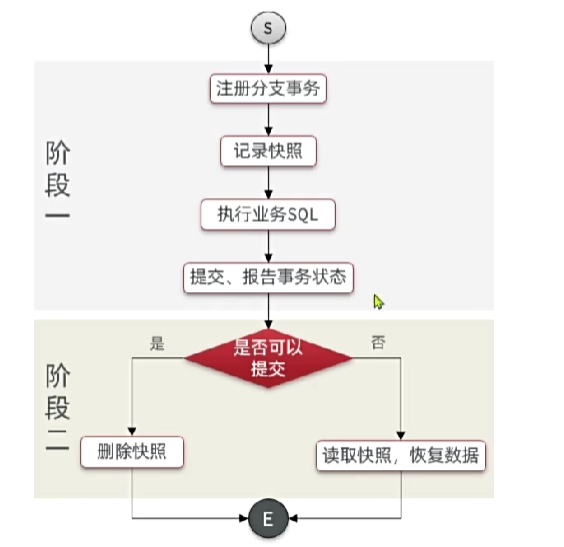 S
阶段一
注册分支事务
记录快照
执行业务SQL
提交、报告事务状态
阶段二
是否可以
提交
是
否
删除快照
读取快照，恢复数据
E